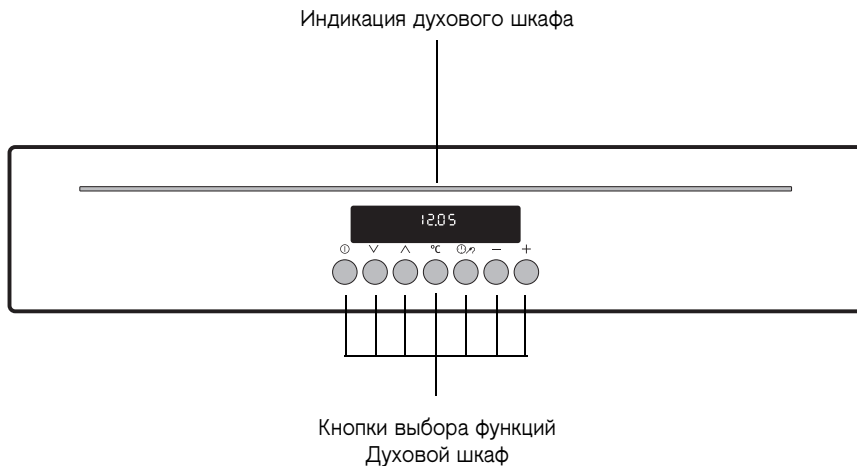 Индикация духового шкафа
12.05
°C − +
Кнопки выбора функций
Духовой шкаф